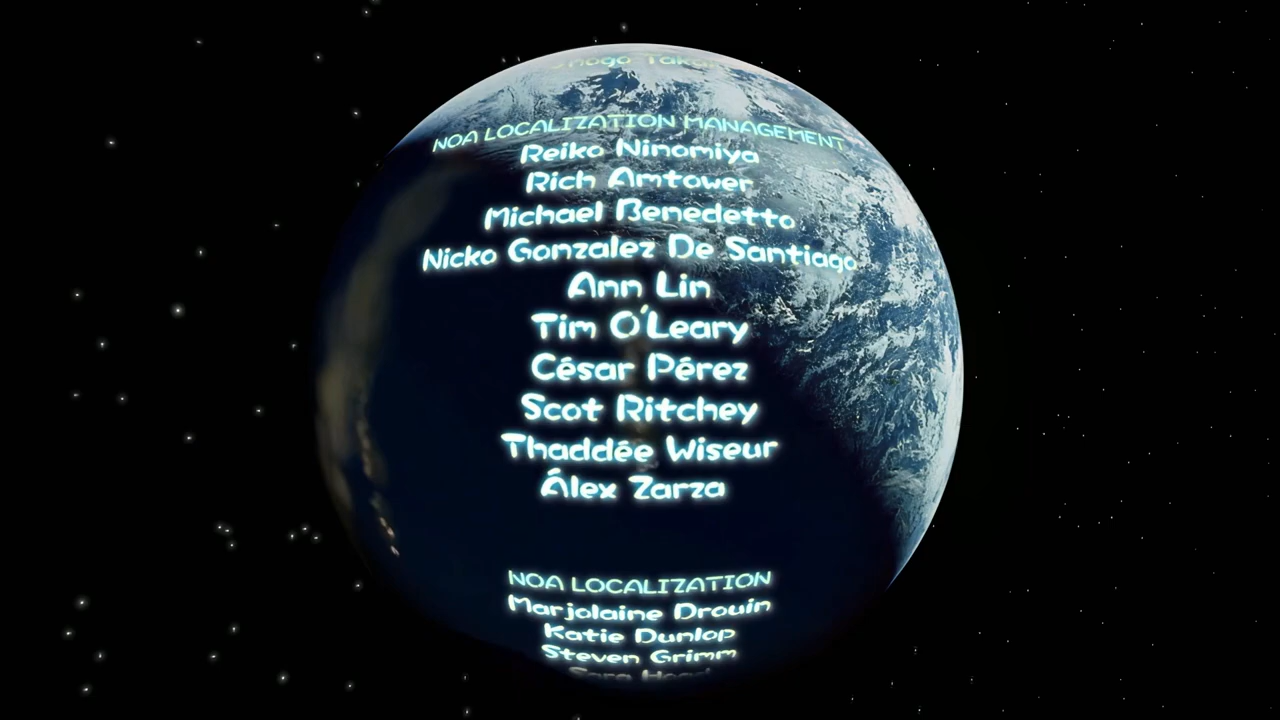 NOA LOCALIZATION MANAGEMENT
Reiko Ninomiya
Rich Amtower
Michael Benedetto
Nicko Gonzalez De Santiago
Ann Lin
Tim O'Leary
César Pérez
Scot Ritchey
Thaddée Wiseur
Álex Zarza
NOA LOCALIZATION
Marjolaine Drouin
Katie Dunlop
Steven Grimm